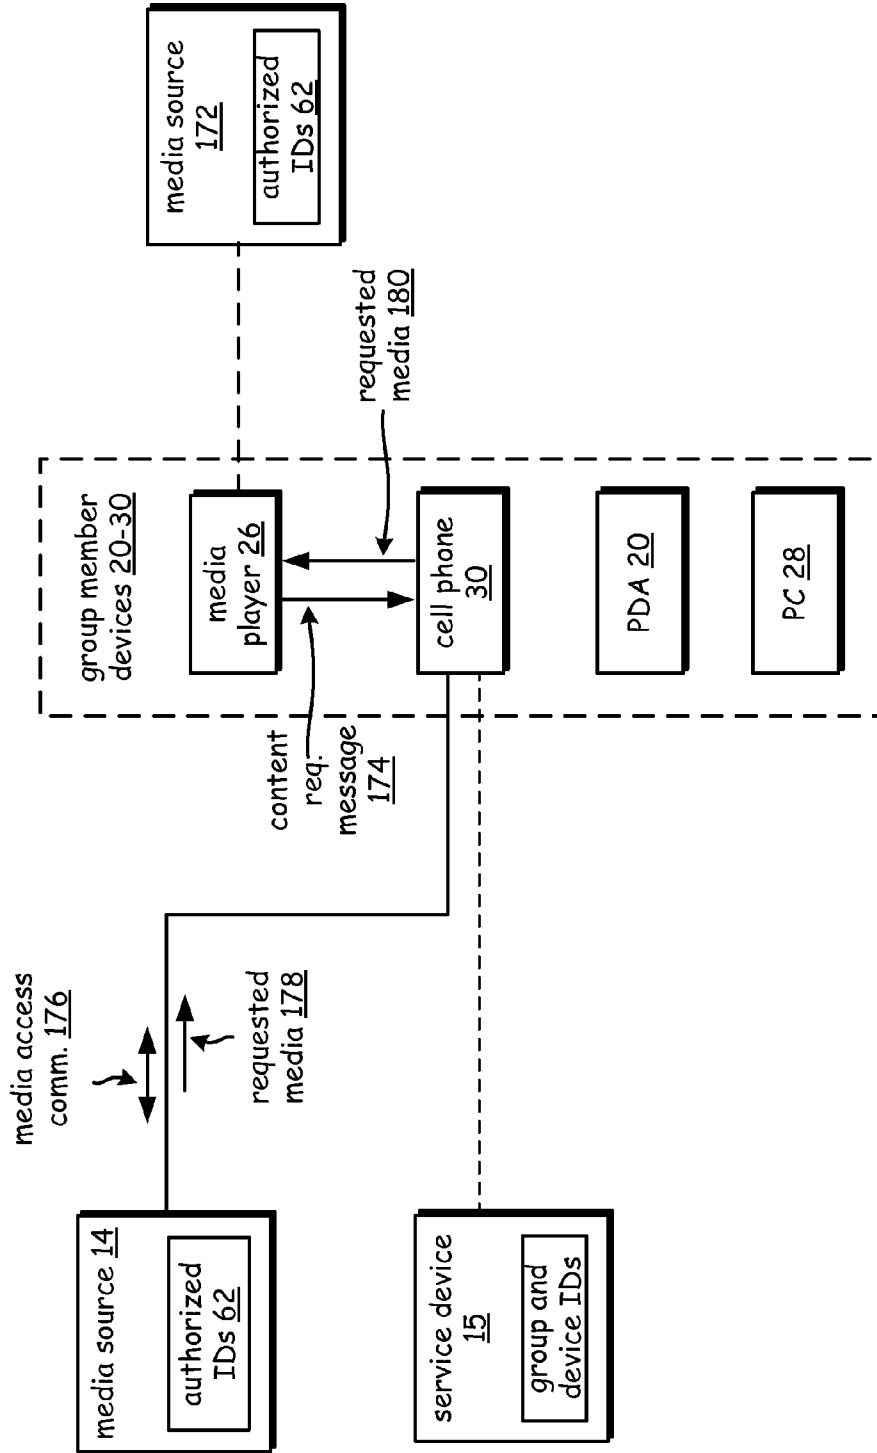 media source 14
authorized
IDs 62
media access
comm. 176
requested
media 178
service device
15
group and
device IDs
group member
devices 20-30
media
player 26
content
req.
message
174
cell phone
30
requested
media 180
PDA 20
PC 28
media source
172
authorized
IDs 62